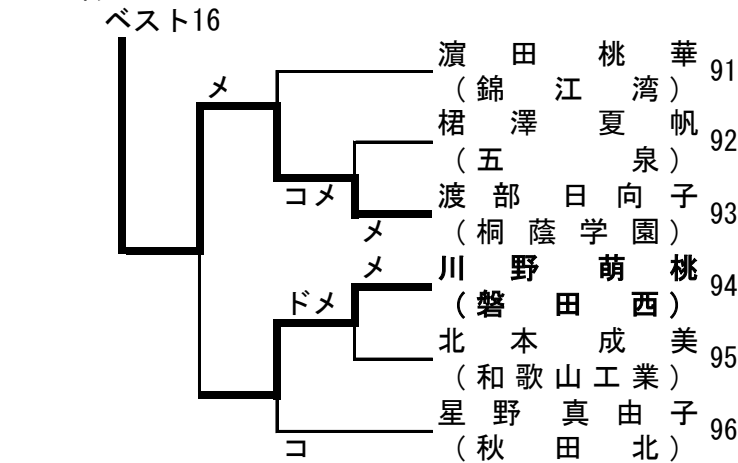 ベスト16
メ
濵田桃華 91
(錦江湾)
桾澤夏帆 92
(五泉)
コメ
渡部日向子 93
(桐蔭学園)
メ
メ
川野萌桃 94
(磐田西)
ドメ
北本成美 95
(和歌山工業)
星野真由子 96
(秋田北)
コ